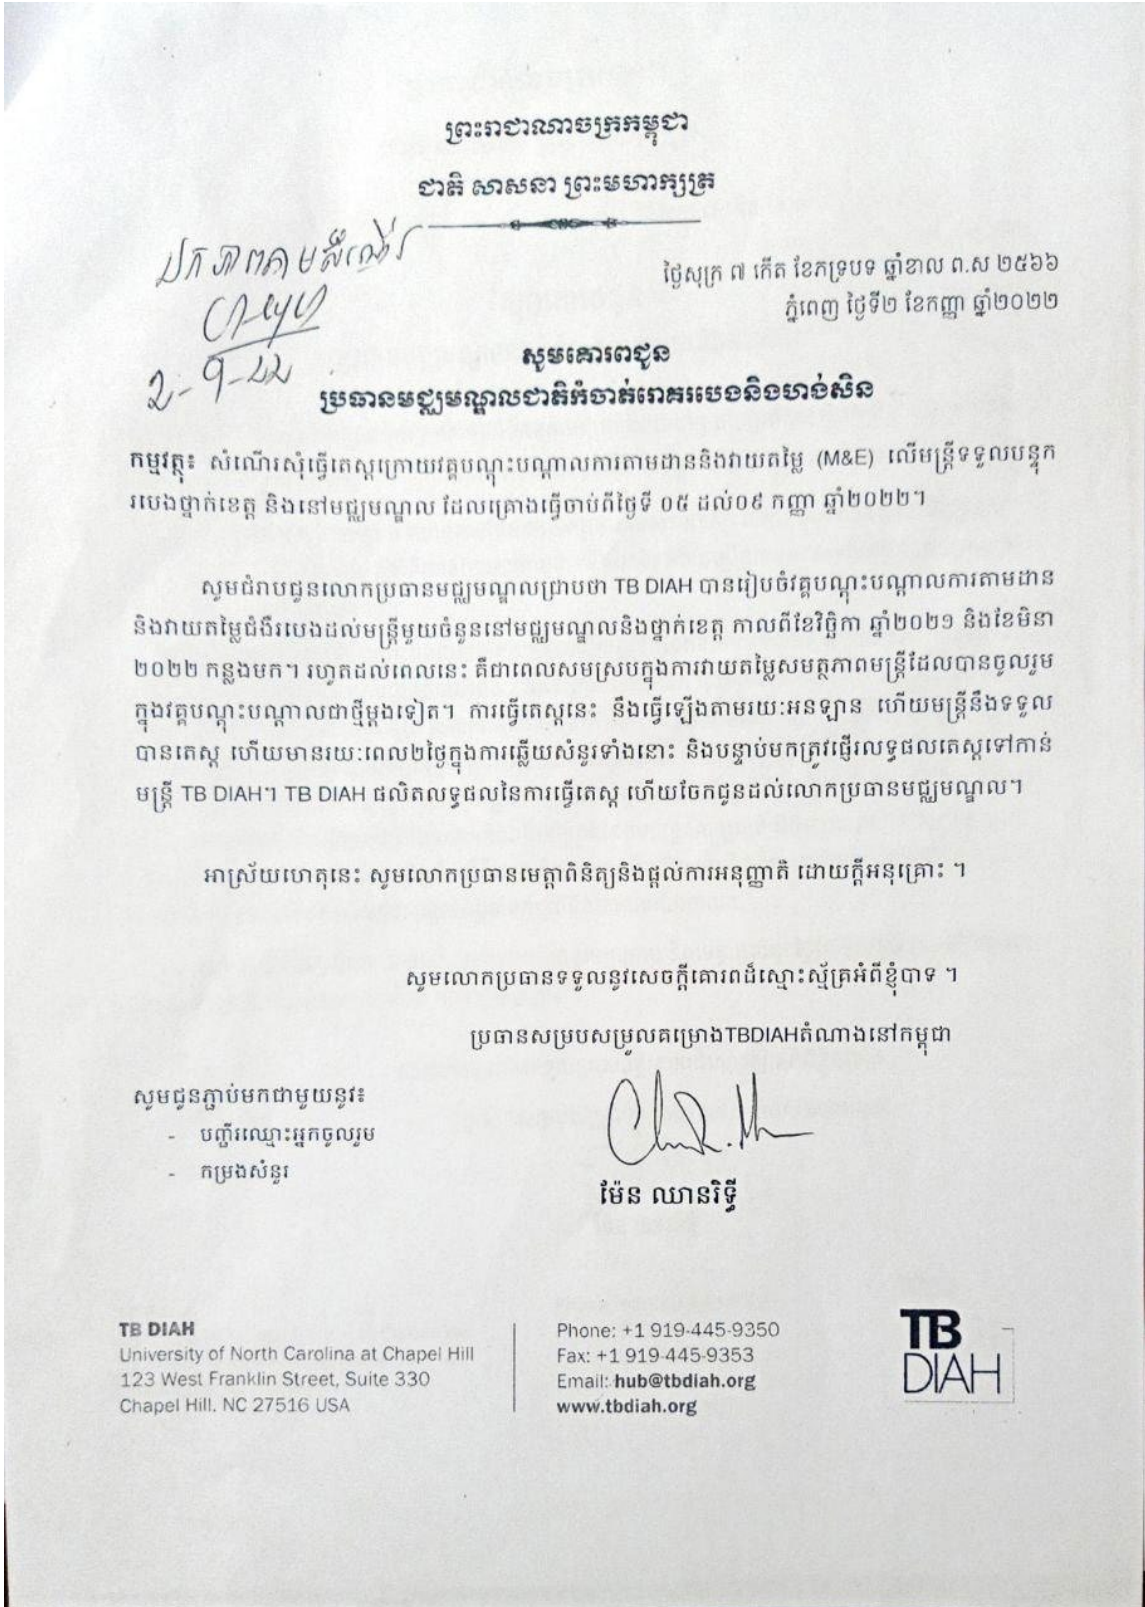 ព្រះរាជាណាចក្រកម្ពុជា
ជាតិ សាសនា ព្រះមហាក្សត្រ
ឯកភាពតាមសំណើរ
2-9-22
ថ្ងៃសុក្រ ៧ កើត ខែភទ្របទ ឆ្នាំខាល ព.ស ២៥៦៦
ភ្នំពេញ ថ្ងៃទី២ ខែកញ្ញា ឆ្នាំ២០២២
សូមគោរពជូន
ប្រធានមជ្ឈមណ្ឌលជាតិកំចាត់រោគរបេងនិងហង់សិន
កម្មវត្ថុ៖ សំណើរសុំធ្វើតេស្តក្រោយវគ្គបណ្តុះបណ្តាលការតាមដាននិងវាយតម្លៃ (M&E) លើមន្ត្រីទទួលបន្ទុក
របេងថ្នាក់ខេត្ត និងនៅមជ្ឈមណ្ឌល ដែលគ្រោងធ្វើចាប់ពីថ្ងៃទី ០៥ ដល់០៩ កញ្ញា ឆ្នាំ២០២២។
សូមជំរាបជូនលោកប្រធានមជ្ឈមណ្ឌលជ្រាបថា TB DIAH បានរៀបចំវគ្គបណ្តុះបណ្តាលការតាមដាន
និងវាយតម្លៃជំងឺរបេងដល់មន្ត្រីមួយចំនួននៅមជ្ឈមណ្ឌលនិងថ្នាក់ខេត្ត កាលពីខែវិច្ឆិកា ឆ្នាំ២០២១ និងខែមិនា
២០២២ កន្លងមក។ រហូតដល់ពេលនេះ គឺជាពេលសមស្របក្នុងការវាយតម្លៃសមត្ថភាពមន្ត្រីដែលបានចូលរួម
ក្នុងវគ្គបណ្តុះបណ្តាលជាថ្មីម្តងទៀត។ ការធ្វើតេស្តនេះ នឹងធ្វើឡើងតាមរយៈអនឡាន ហើយមន្ត្រីនឹងទទួល
បានតេស្ត ហើយមានរយៈពេល២ថ្ងៃក្នុងការឆ្លើយសំនួរទាំងនោះ និងបន្ទាប់មកត្រូវផ្ញើរលទ្ធផលតេស្តទៅកាន់
មន្ត្រី TB DIAH។ TB DIAH ផលិតលទ្ធផលនៃការធ្វើតេស្ត ហើយចែកជូនដល់លោកប្រធានមជ្ឈមណ្ឌល។
អាស្រ័យហេតុនេះ សូមលោកប្រធានមេត្តាពិនិត្យនិងផ្តល់ការអនុញ្ញាតិ ដោយក្តីអនុគ្រោះ ។
សូមលោកប្រធានទទួលនូវសេចក្តីគោរពដ៏ស្មោះស្ម័គ្រអំពីខ្ញុំបាទ ។
ប្រធានសម្របសម្រួលគម្រោងTBDIAHតំណាងនៅកម្ពុជា
សូមជូនភ្ជាប់មកជាមួយនូវ៖
- បញ្ជីរឈ្មោះអ្នកចូលរួម
- កម្រងសំនួរ
ម៉ែន ឈានរិទ្ធី
TB DIAH
University of North Carolina at Chapel Hill
123 West Franklin Street, Suite 330
Chapel Hill, NC 27516 USA
Phone: +1 919-445-9350
Fax: +1 919-445-9353
Email: hub@tbdiah.org
www.tbdiah.org
TB
DIAH